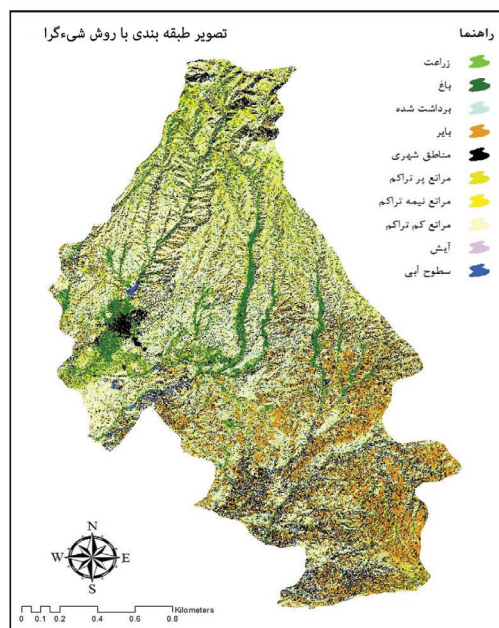 تصویر طبقه بندی با روش شیءگرا
راهنما
زراعت
باغ
برداشت شده
بایر
مناطق شهری
مراتع پر تراکم
مراتع نیمه تراکم
مراتع کم تراکم
آیش
سطوح آبی
N
W E
S
Kilometers
0 0.1 0.2 0.4 0.6 0.8